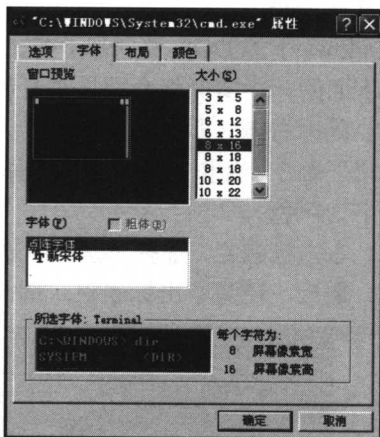 "C:\WINDOWS\System32\cmd.exe" 属性
选项 字体 布局 颜色
窗口预览
大小(S)
3 x 5
5 x 8
6 x 12
6 x 13
8 x 16
8 x 18
8 x 18
10 x 20
10 x 22
字体(F)
粗体(B)
点阵字体
新宋体
所选字体: Terminal
C:\WINDOWS> dir
SYSTEM <DIR>
每个字符为:
8 屏幕像素宽
16 屏幕像素高
确定 取消